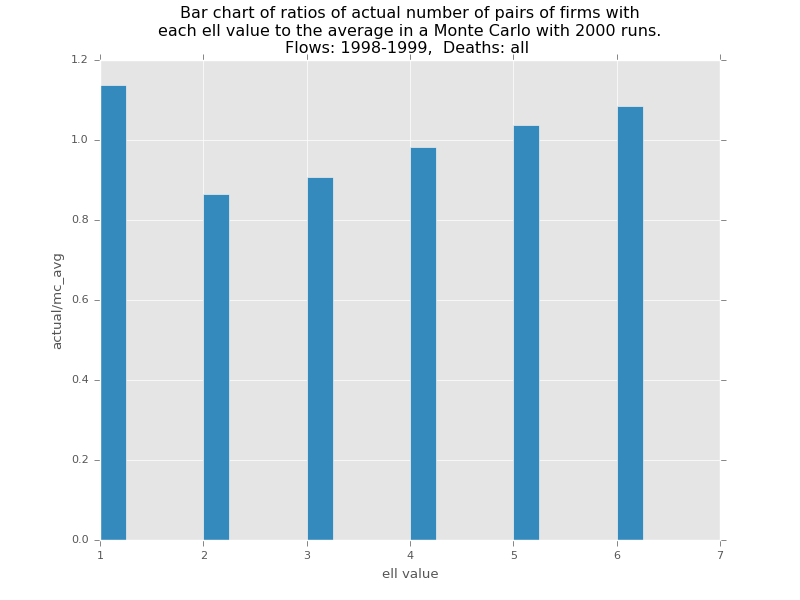 Bar chart of ratios of actual number of pairs of firms with
each ell value to the average in a Monte Carlo with 2000 runs.
Flows: 1998-1999,  Deaths: all
1.2
1.0
0.8
0.6
0.4
0.2
0.0
actual/mc_avg
1 2 3 4 5 6 7
ell value